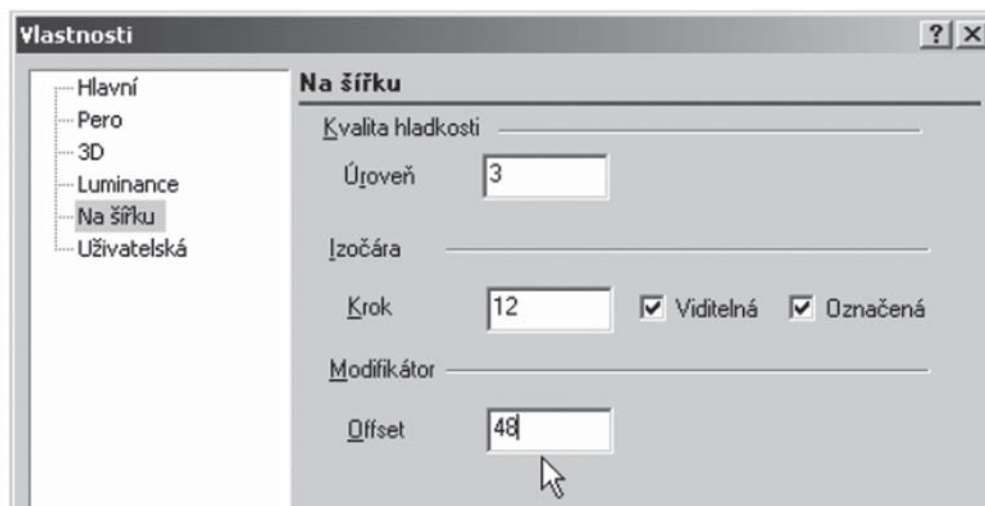 Vlastnosti
Hlavní
Pero
3D
Luminance
Na šířku
Uživatelská
Na šířku
Kvalita hladkosti
Úroveň 3
Izočára
Krok 12 Viditelná Označená
Modifikátor
Offset 48